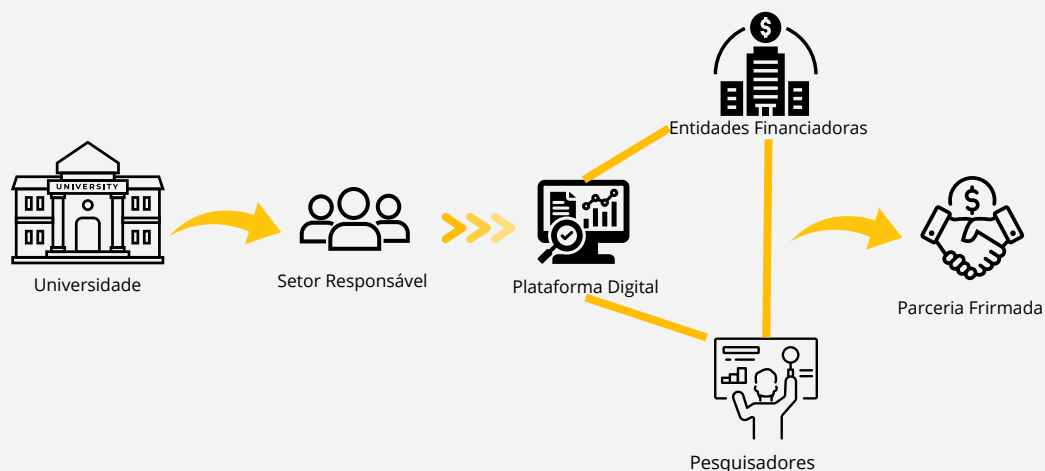 Entidades Financiadoras
UNIVERSITY
Universidade
Setor Responsável
Plataforma Digital
Parceria Frirmada
Pesquisadores